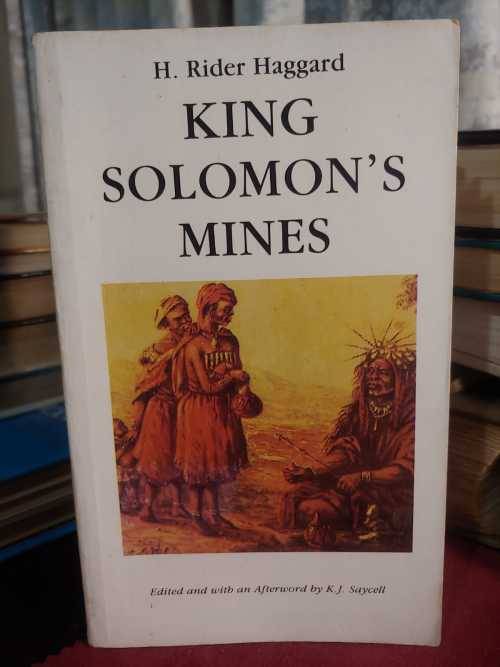 H. Rider Haggard
KING
SOLOMON'S
MINES
Edited and with an Afterword by K.J. Saycell